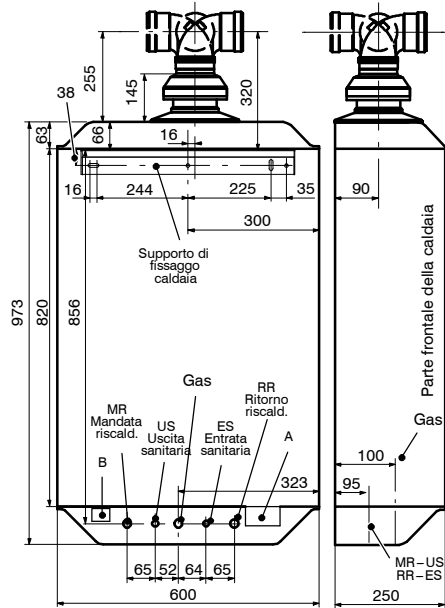 255
145
320
38
63
66
16
16
244
225
35
90
300
Supporto di
fissaggio
caldaia
973
820
856
Parte frontale della caldaia
Gas
MR
Mandata
riscald.
US
Uscita
sanitaria
Gas
ES
Entrata
sanitaria
RR
Ritorno
riscald.
A
B
323
100
95
65
52
64
65
MR-US
RR-ES
600
250